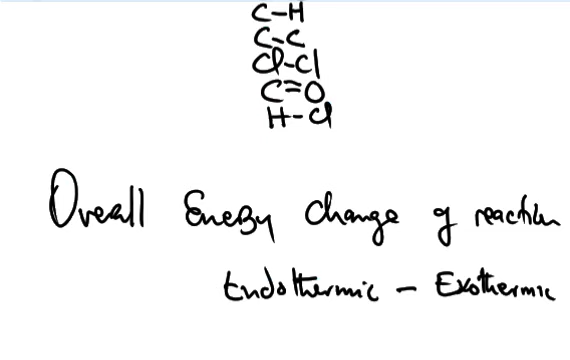 C-H
C-C
Cl-Cl
C=O
H-Cl
Overall Energy change of reaction
Endothermic - Exothermic